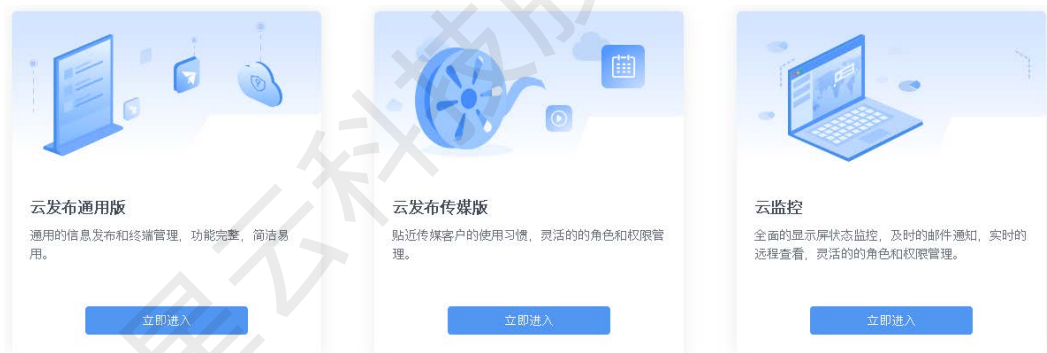 云发布通用版
通用的信息发布和终端管理，功能完整，简洁易
用。
立即进入
云发布传媒版
贴近传媒客户的使用习惯，灵活的的角色和权限管
理。
立即进入
云监控
全面的显示屏状态监控，及时的邮件通知，实时的
远程查看，灵活的的角色和权限管理。
立即进入
星云科技股